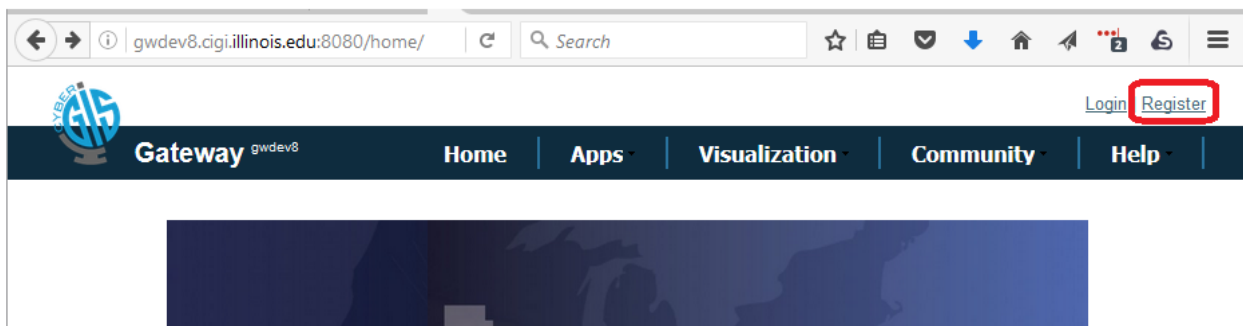 gwdev8.cigi.illinois.edu:8080/home/
Search
2
S
CYBER
GIS
Login Register
Gateway gwdev8
Home Apps Visualization Community Help